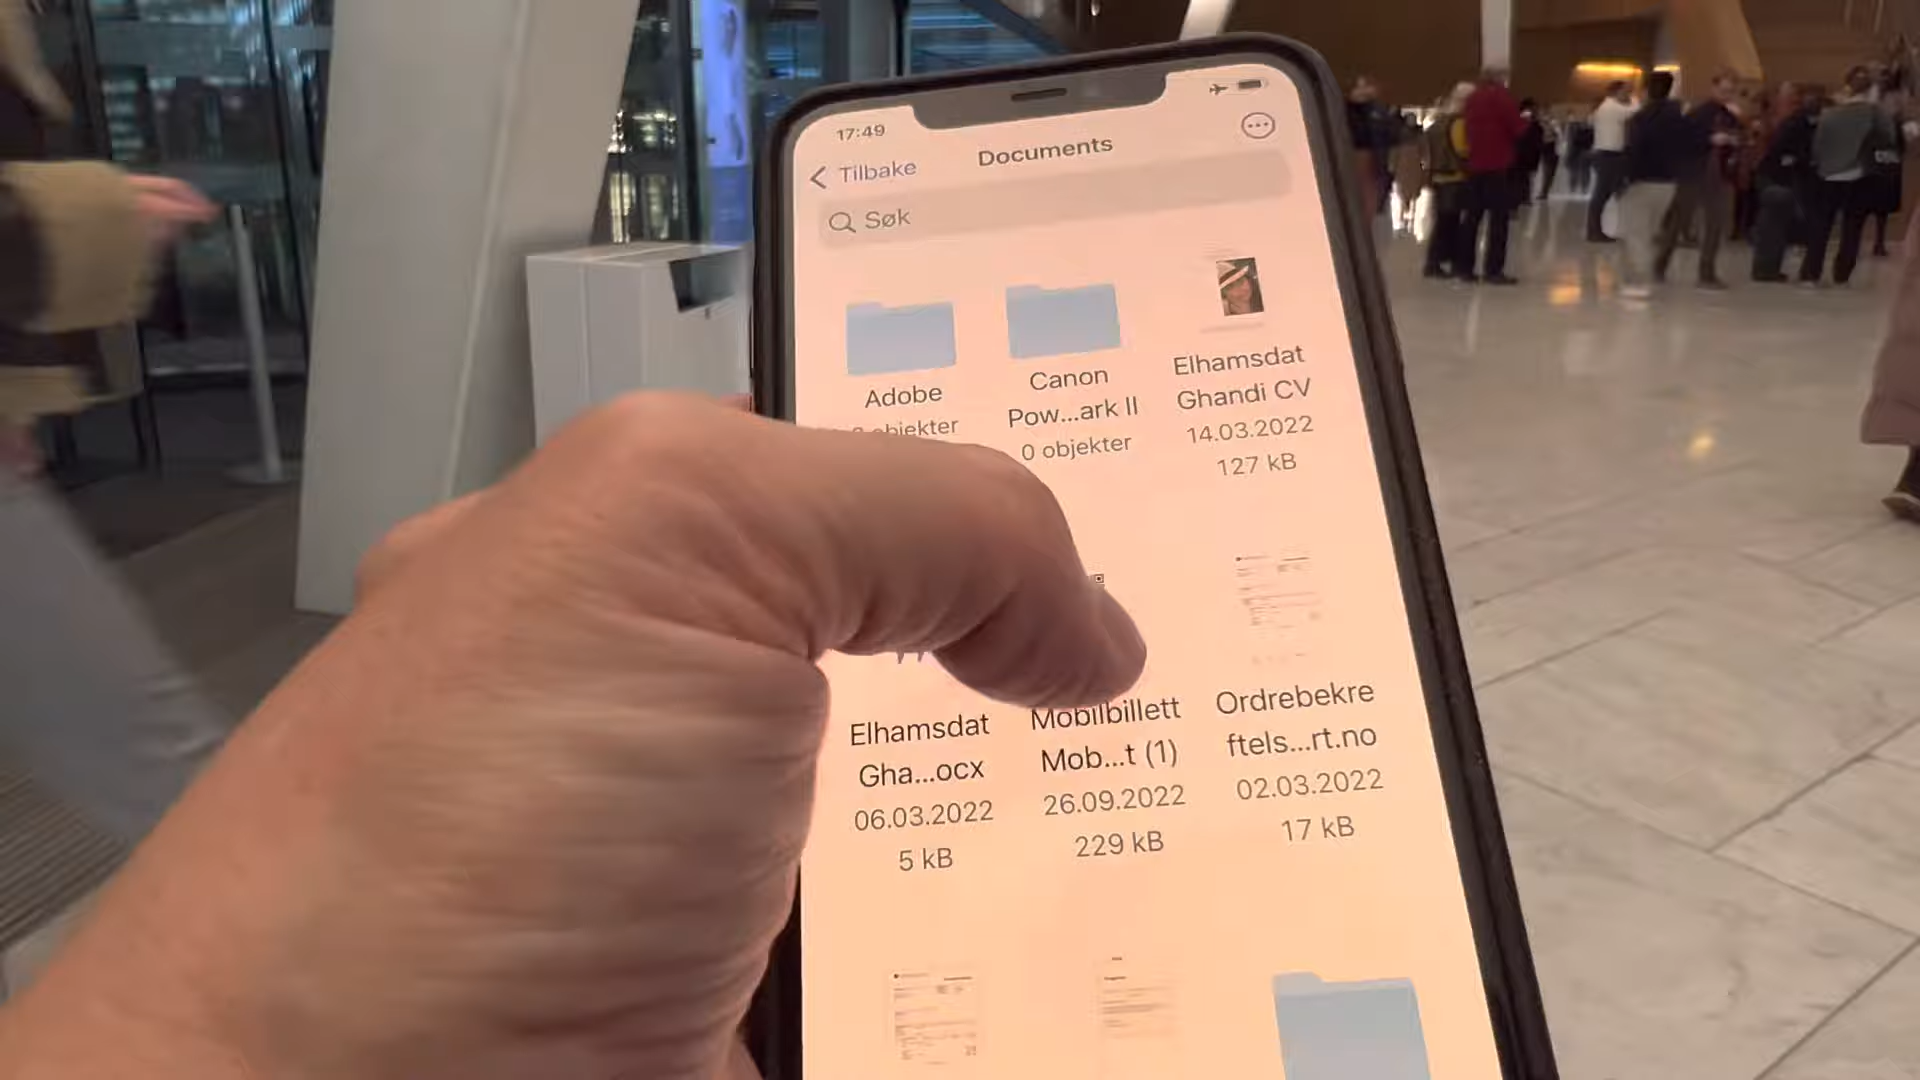 17:49
Tilbake
Documents
Søk
Adobe
objekter
Canon
Pow...ark II
0 objekter
Elhamsdat
Ghandi CV
14.03.2022
127 kB
Elhamsdat
Gha...ocx
06.03.2022
5 kB
Mobilbillett
Mob...t (1)
26.09.2022
229 kB
Ordrebekre
ftels...rt.no
02.03.2022
17 kB